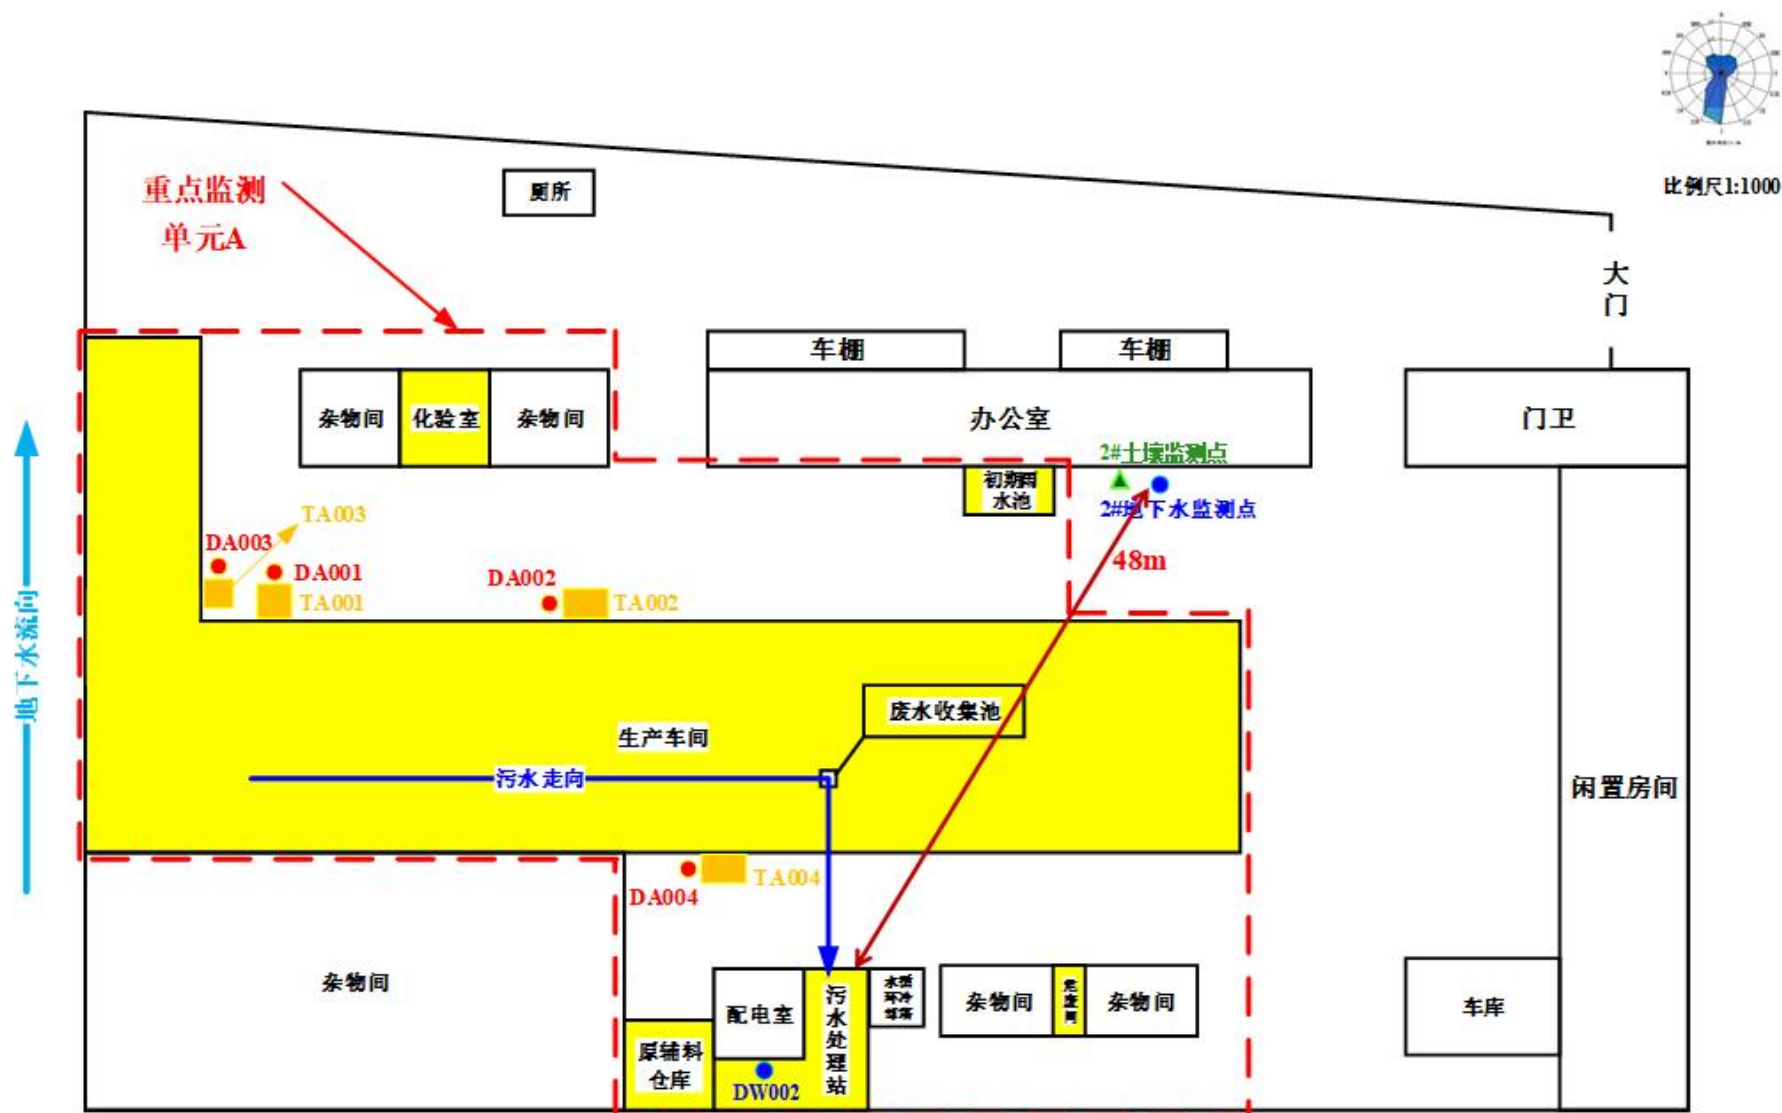 比例尺1:1000
重点监测
单元A
厕所
大
门
车棚
车棚
杂物间
化验室
杂物间
办公室
门卫
2#土壤监测点
初期雨
水池
2#地下水监测点
TA003
DA003
DA001
TA001
DA002
TA002
48m
地下水流向
废水收集池
生产车间
污水走向
闲置房间
TA004
DA004
杂物间
配电室
污水处理站
杂物间
危废间
杂物间
车库
原辅料
仓库
DW002